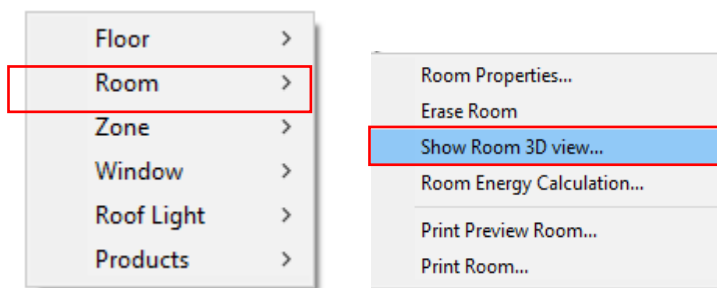 Floor
Room
Zone
Window
Roof Light
Products
Room Properties...
Erase Room
Show Room 3D view...
Room Energy Calculation...
Print Preview Room...
Print Room...